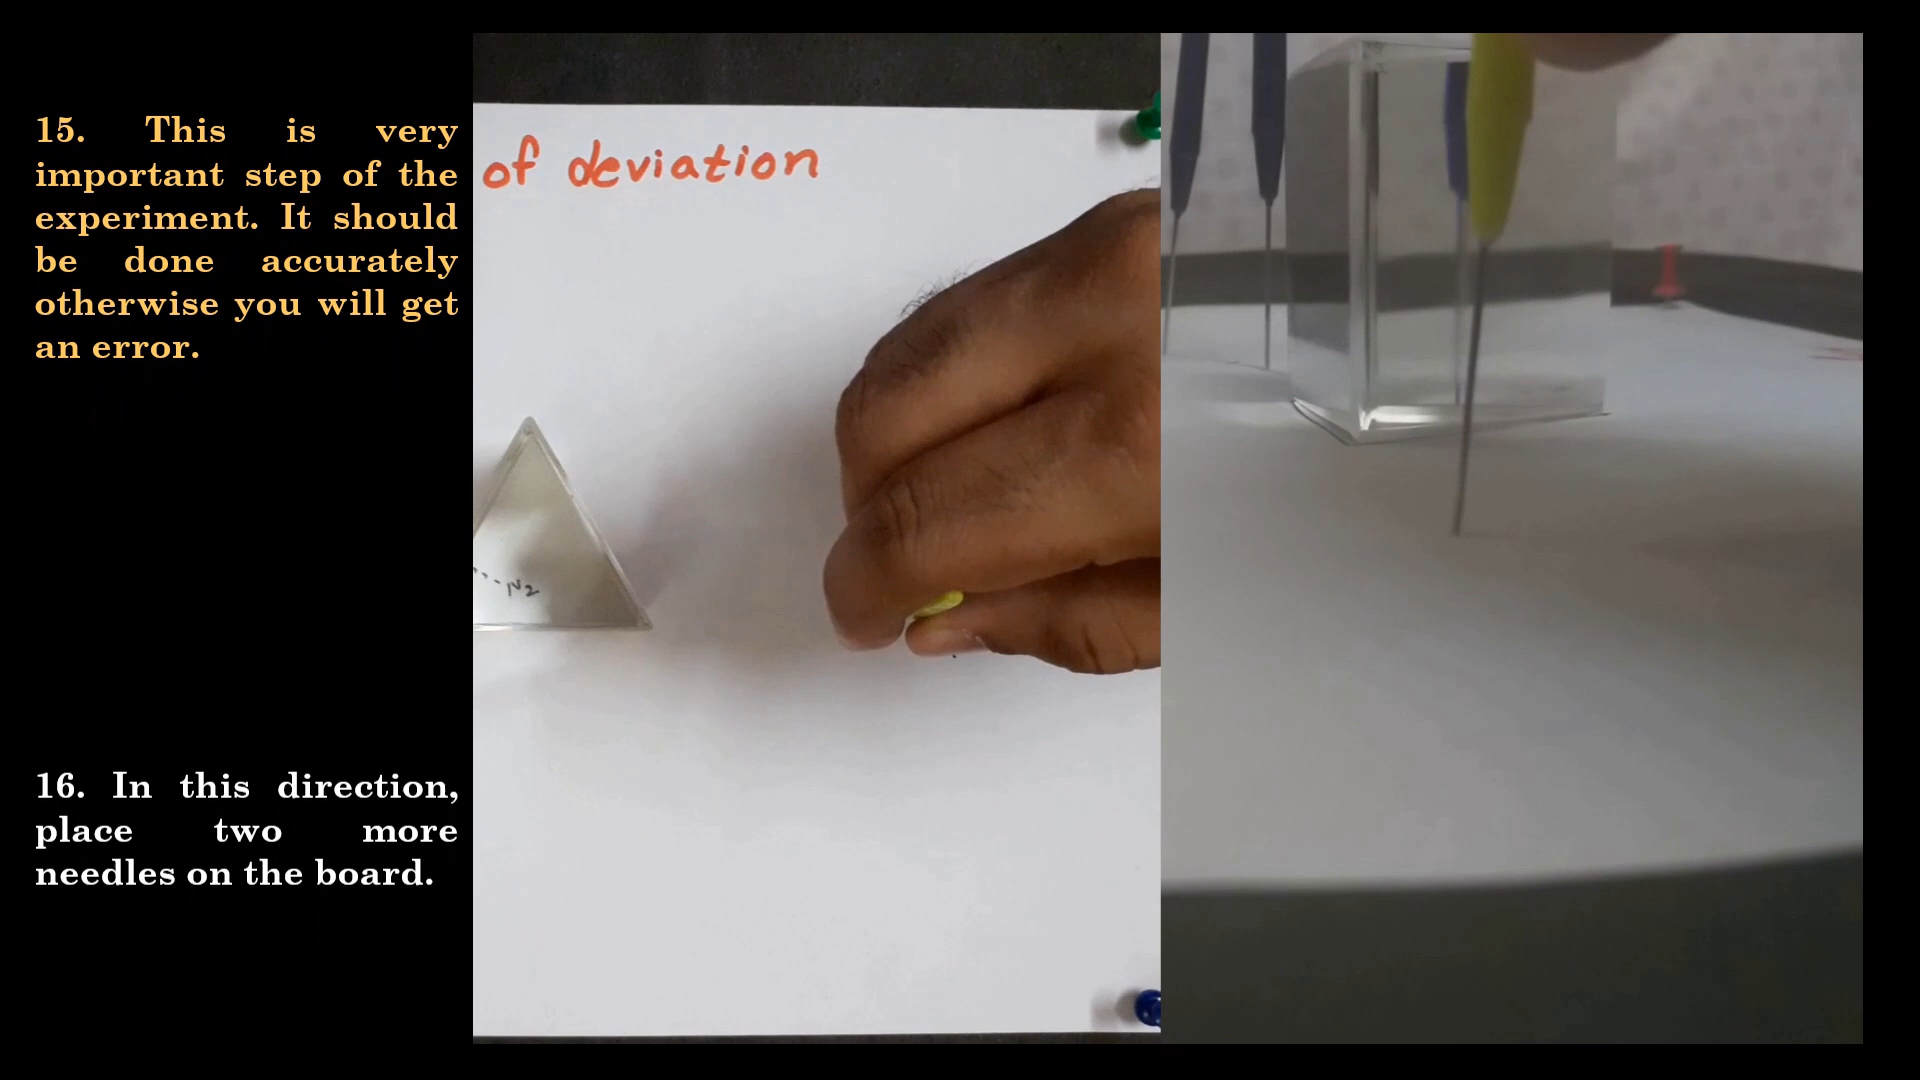 15. This is very
important step of the
experiment. It should
be done accurately
otherwise you will get
an error.
16. In this direction,
place two more
needles on the board.
of deviation
N2